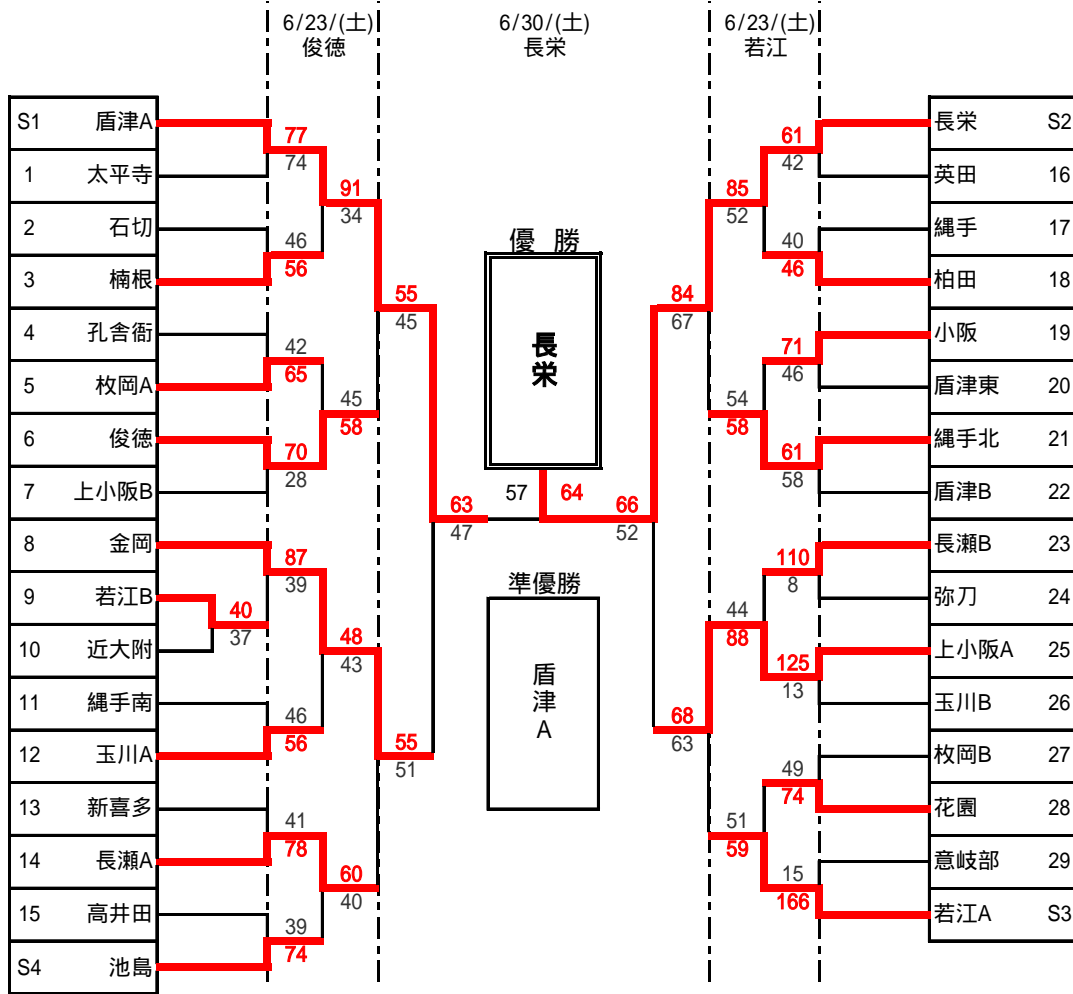 6/23/(土)
俊徳
6/30/(土)
長栄
6/23/(土)
若江
S1 盾津A
1 太平寺
2 石切
3 楠根
4 孔舎衙
5 枚岡A
6 俊徳
7 上小阪B
8 金岡
9 若江B
10 近大附
11 縄手南
12 玉川A
13 新喜多
14 長瀬A
15 高井田
S4 池島
40
37
77
74
46
56
42
65
70
28
87
39
46
56
41
78
39
74
91
34
45
58
48
43
60
40
55
45
55
51
63
47
優勝
長栄
57 64
準優勝
盾津A
66
52
84
67
68
63
85
52
54
58
44
88
51
59
61
42
40
46
71
46
61
58
110
8
125
13
49
74
15
166
長栄 S2
英田 16
縄手 17
柏田 18
小阪 19
盾津東 20
縄手北 21
盾津B 22
長瀬B 23
弥刀 24
上小阪A 25
玉川B 26
枚岡B 27
花園 28
意岐部 29
若江A S3